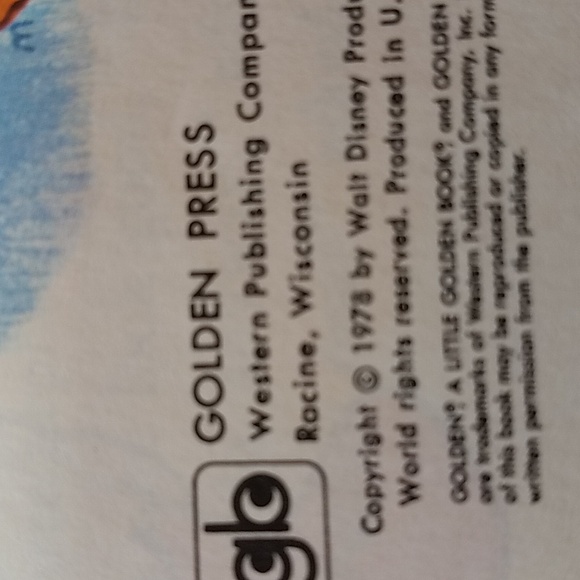 GOLDEN PRESS
Western Publishing Compan
Racine, Wisconsin
gb
Copyright © 1978 by Walt Disney Produ
World rights reserved. Produced in U.
GOLDEN®, A LITTLE GOLDEN BOOK®, and GOLDEN
are trademarks of Western Publishing Company, Inc.
of this book may be reproduced or copied in any form
written permission from the publisher.